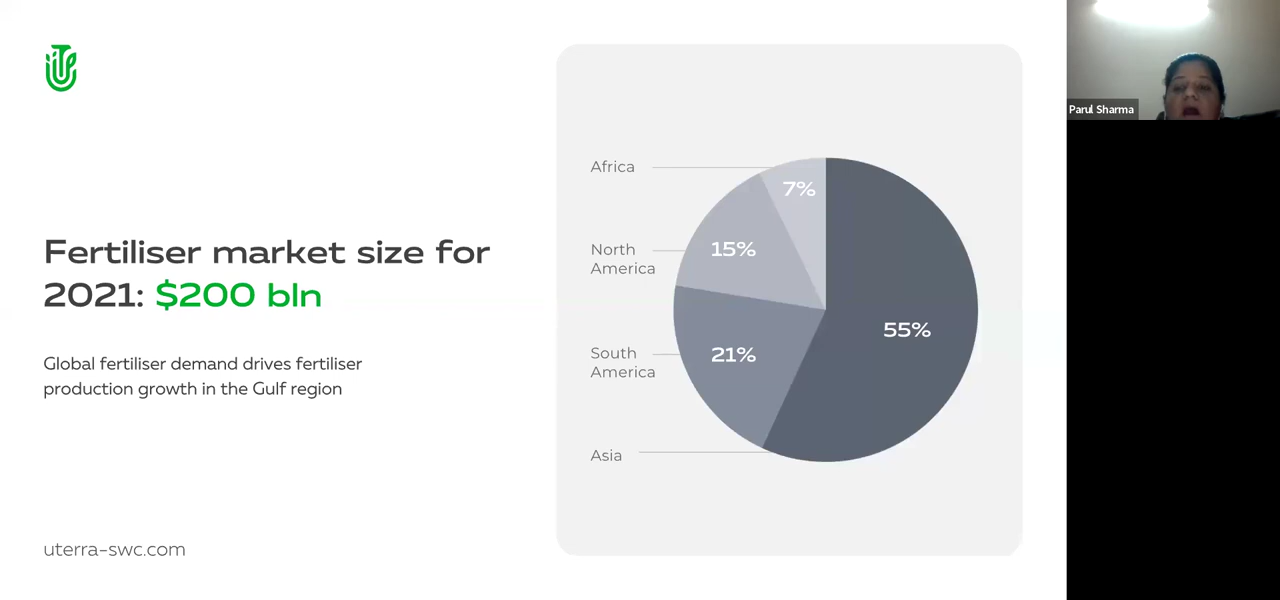 Fertiliser market size for
2021: $200 bln
Global fertiliser demand drives fertiliser
production growth in the Gulf region
uterra-swc.com
Africa
7%
North
America
15%
55%
South
America
21%
Asia
Parul Sharma